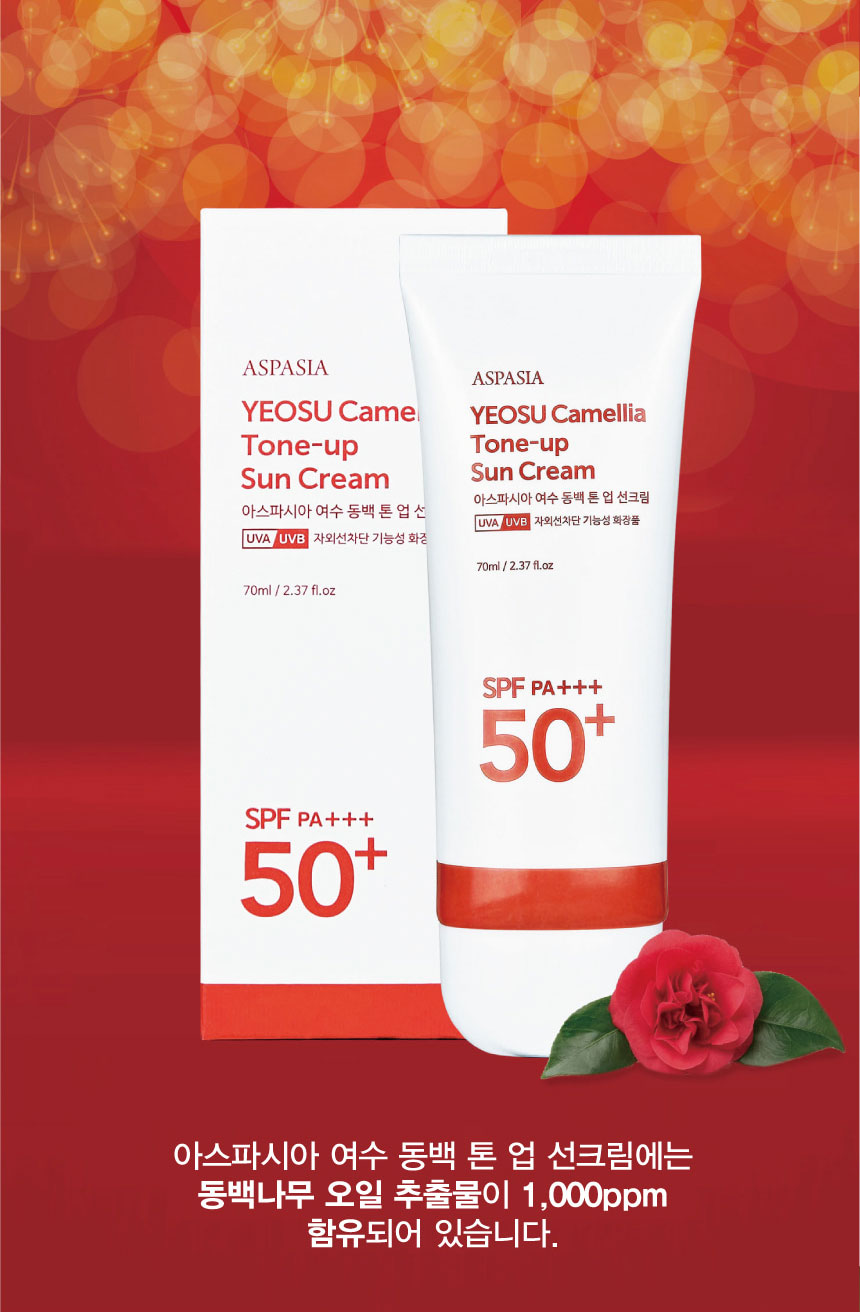 ASPASIA
YEOSU Camel
Tone-up
Sun Cream
아스파시아 여수 동백 톤 업 선
UVA UVB 자외선차단 기능성 화장
70ml / 2.37 fl.oz
SPF PA+++
50+
ASPASIA
YEOSU Camellia
Tone-up
Sun Cream
아스파시아 여수 동백 톤 업 선크림
UVA UVB 자외선차단 기능성 화장품
70ml / 2.37 fl.oz
SPF PA+++
50+
아스파시아 여수 동백 톤 업 선크림에는
동백나무 오일 추출물이 1,000ppm
함유되어 있습니다.